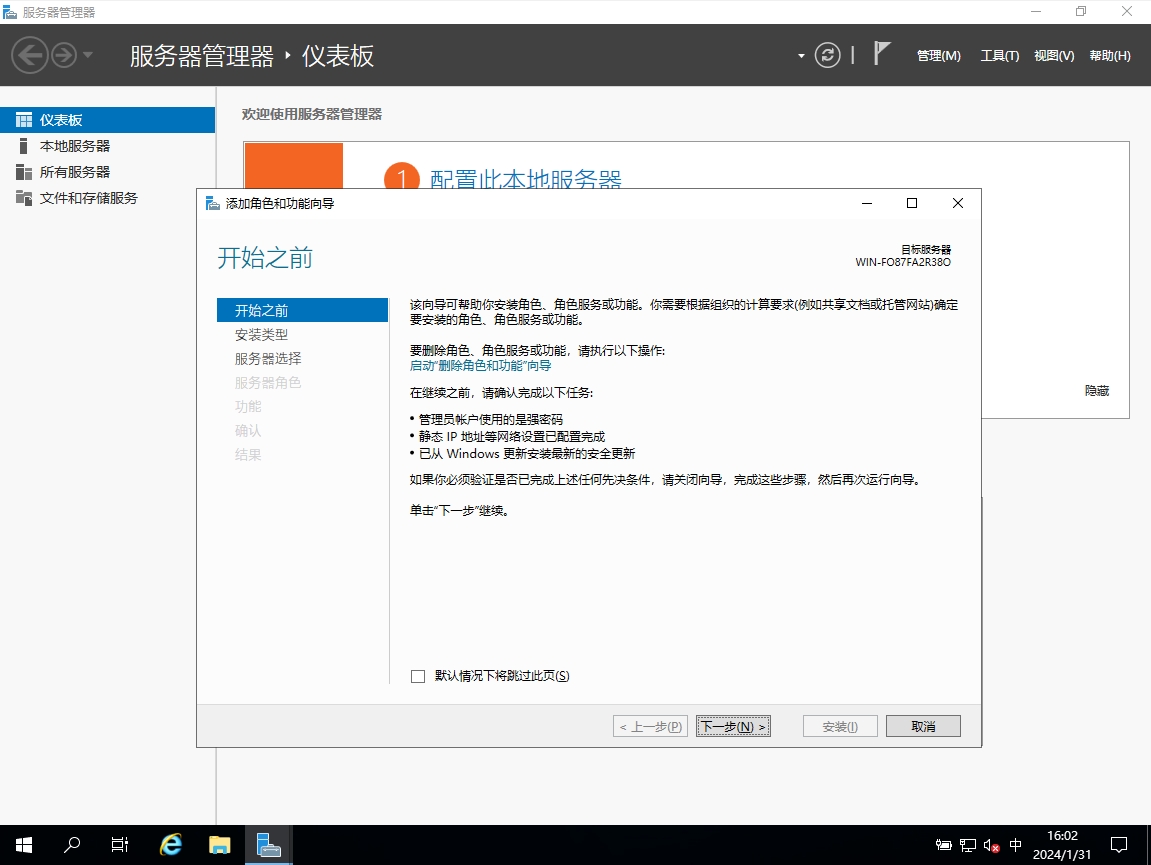 服务器管理器
服务器管理器 ‣ 仪表板
管理(M) 工具(T) 视图(V) 帮助(H)
仪表板
本地服务器
所有服务器
文件和存储服务
欢迎使用服务器管理器
1 配置此本地服务器
隐藏
添加角色和功能向导
开始之前
目标服务器
WIN-FO87FA2R38O
开始之前
安装类型
服务器选择
服务器角色
功能
确认
结果
该向导可帮助你安装角色、角色服务或功能。你需要根据组织的计算要求(例如共享文档或托管网站)确定
要安装的角色、角色服务或功能。
要删除角色、角色服务或功能，请执行以下操作:
启动"删除角色和功能"向导
在继续之前，请确认完成以下任务:
• 管理员帐户使用的是强密码
• 静态 IP 地址等网络设置已配置完成
• 已从 Windows 更新安装最新的安全更新
如果你必须验证是否已完成上述任何先决条件，请关闭向导，完成这些步骤，然后再次运行向导。
单击"下一步"继续。
默认情况下将跳过此页(S)
< 上一步(P) 下一步(N) > 安装(I) 取消
中
16:02
2024/1/31